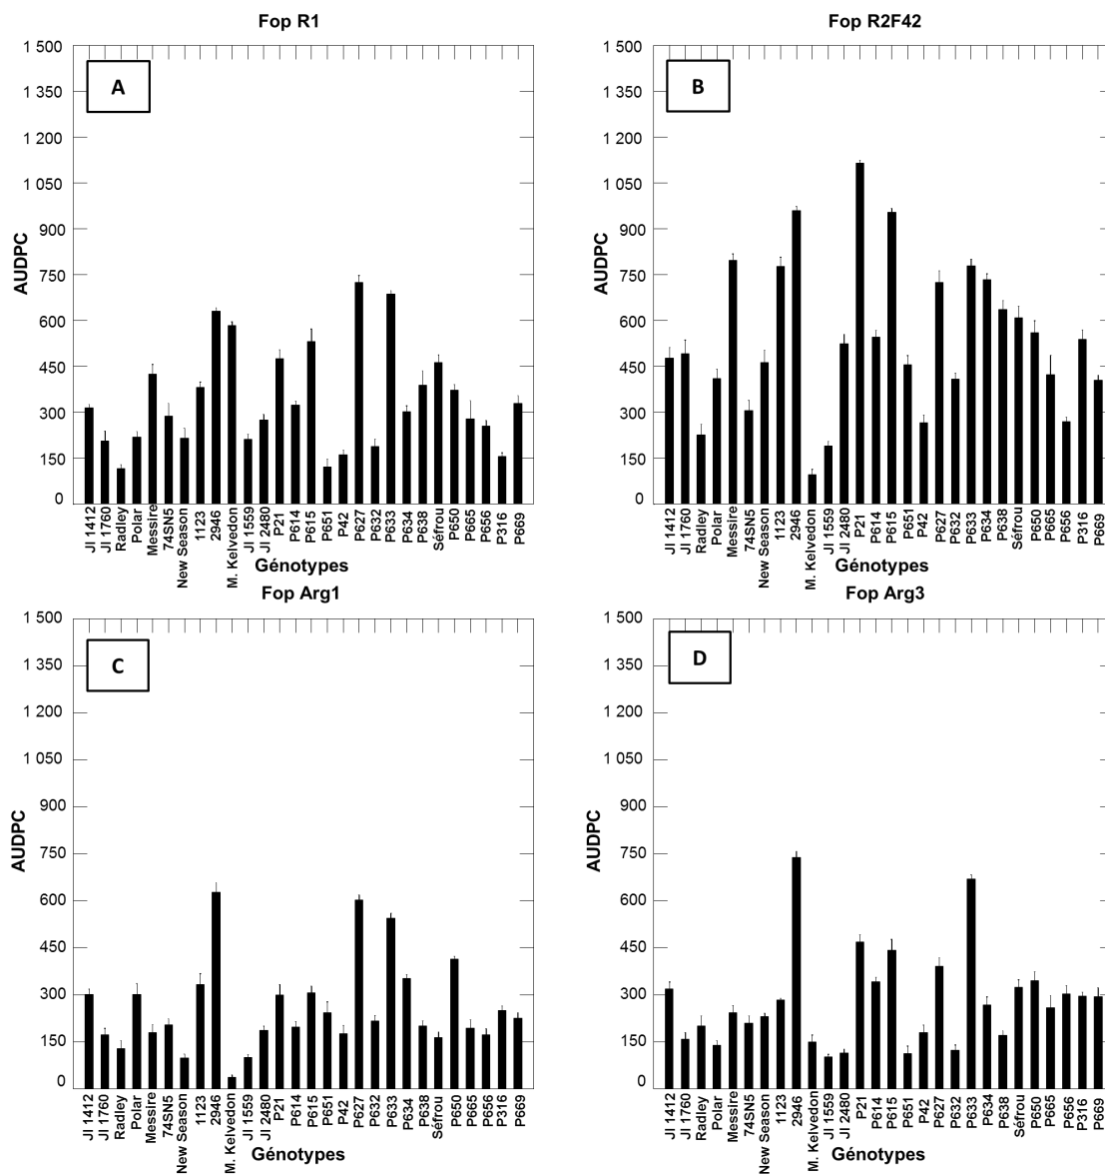 Fop R1
A
1 500
1 350
1 200
1 050
900
750
600
450
300
150
0
AUDPC
JI 1412
JI 1760
Radley
Polar
Messire
74SN5
New Season
1123
2946
M. Kelvedon
JI 1559
JI 2480
P21
P614
P615
P651
P42
P627
P632
P633
P634
P638
Séfrou
P650
P665
P656
P316
P669
Génotypes
Fop R2F42
B
1 500
1 350
1 200
1 050
900
750
600
450
300
150
0
AUDPC
JI 1412
JI 1760
Radley
Polar
Messire
74SN5
New Season
1123
2946
M. Kelvedon
JI 1559
JI 2480
P21
P614
P615
P651
P42
P627
P632
P633
P634
P638
Séfrou
P650
P665
P656
P316
P669
Génotypes
Fop Arg1
C
1 500
1 350
1 200
1 050
900
750
600
450
300
150
0
AUDPC
JI 1412
JI 1760
Radley
Polar
Messire
74SN5
New Season
1123
2946
M. Kelvedon
JI 1559
JI 2480
P21
P614
P615
P651
P42
P627
P632
P633
P634
P638
Séfrou
P650
P665
P656
P316
P669
Génotypes
Fop Arg3
D
1 500
1 350
1 200
1 050
900
750
600
450
300
150
0
AUDPC
JI 1412
JI 1760
Radley
Polar
Messire
74SN5
New Season
1123
2946
M. Kelvedon
JI 1559
JI 2480
P21
P614
P615
P651
P42
P627
P632
P633
P634
P638
Séfrou
P650
P665
P656
P316
P669
Génotypes